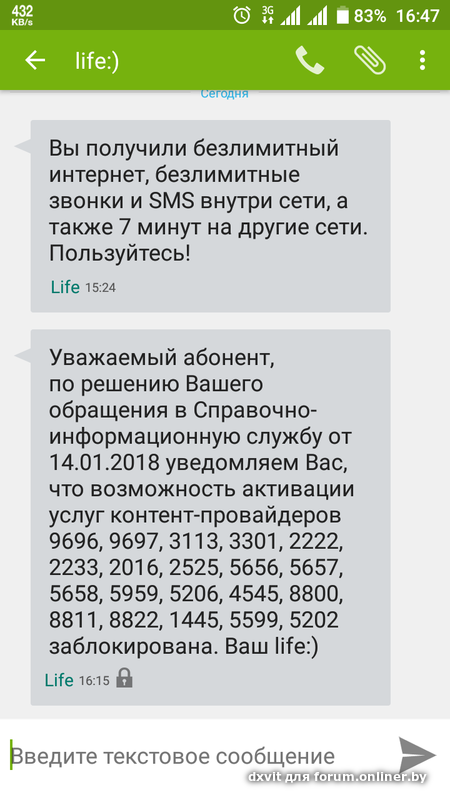 432
KB/s
3G
83%
16:47
life:)
Сегодня
Вы получили безлимитный
интернет, безлимитные
звонки и SMS внутри сети, а
также 7 минут на другие сети.
Пользуйтесь!
Life 15:24
Уважаемый абонент,
по решению Вашего
обращения в Справочно-
информационную службу от
14.01.2018 уведомляем Вас,
что возможность активации
услуг контент-провайдеров
9696, 9697, 3113, 3301, 2222,
2233, 2016, 2525, 5656, 5657,
5658, 5959, 5206, 4545, 8800,
8811, 8822, 1445, 5599, 5202
заблокирована. Ваш life:)
Life 16:15
Введите текстовое сообщение
dxvit для forum.onliner.by